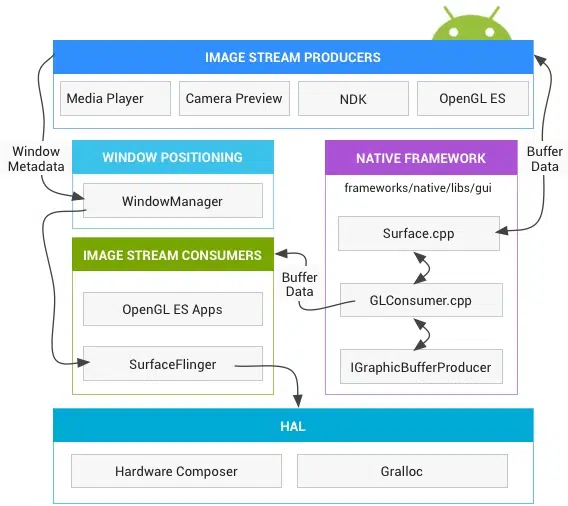 IMAGE STREAM PRODUCERS
Media Player
Camera Preview
NDK
OpenGL ES
Window
Metadata
Buffer
Data
WINDOW POSITIONING
WindowManager
NATIVE FRAMEWORK
frameworks/native/libs/gui
Surface.cpp
GLConsumer.cpp
IGraphicBufferProducer
IMAGE STREAM CONSUMERS
Buffer
Data
OpenGL ES Apps
SurfaceFlinger
HAL
Hardware Composer
Gralloc